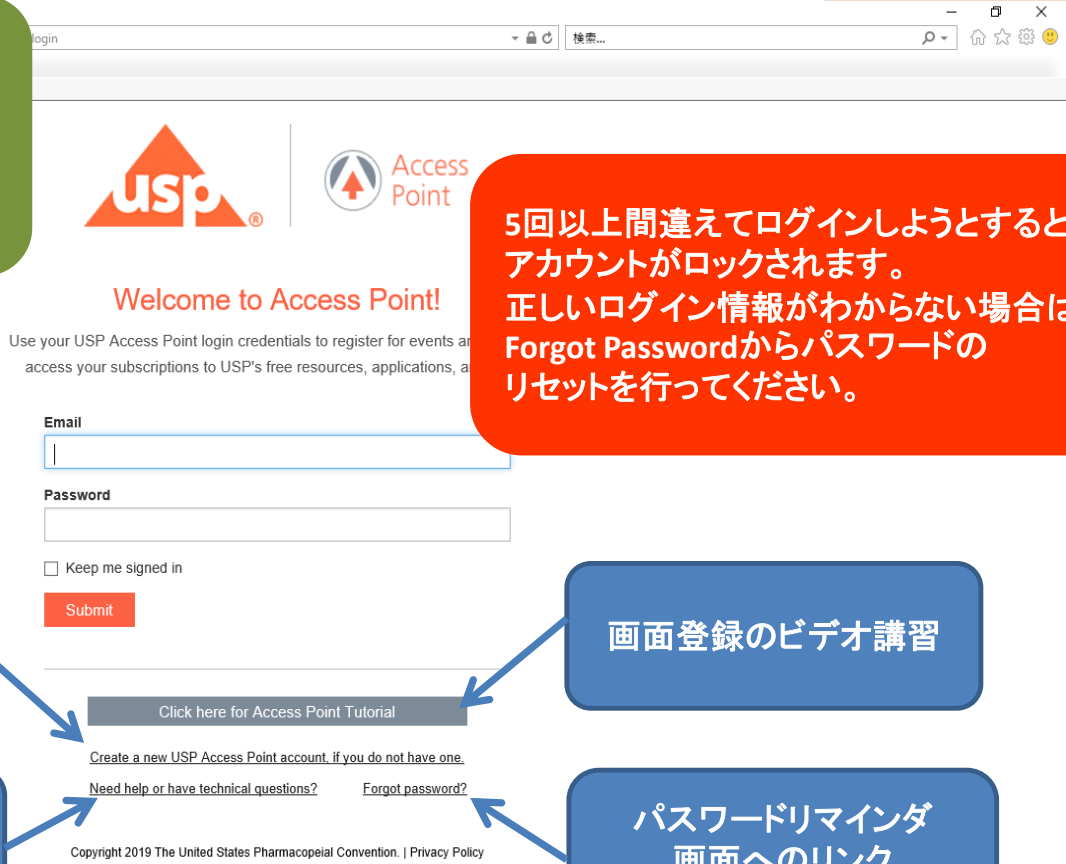 login
検索...
usp®
Access
Point
5回以上間違えてログインしようとすると
アカウントがロックされます。
正しいログイン情報がわからない場合は
Forgot Passwordからパスワードの
リセットを行ってください。
Welcome to Access Point!
Use your USP Access Point login credentials to register for events
access your subscriptions to USP's free resources, applications,
Email
Password
Keep me signed in
Submit
画面登録のビデオ講習
Click here for Access Point Tutorial
Create a new USP Access Point account, if you do not have one.
Need help or have technical questions? Forgot password?
パスワードリマインダ
画面へのリンク
Copyright 2019 The United States Pharmacopeial Convention. | Privacy Policy